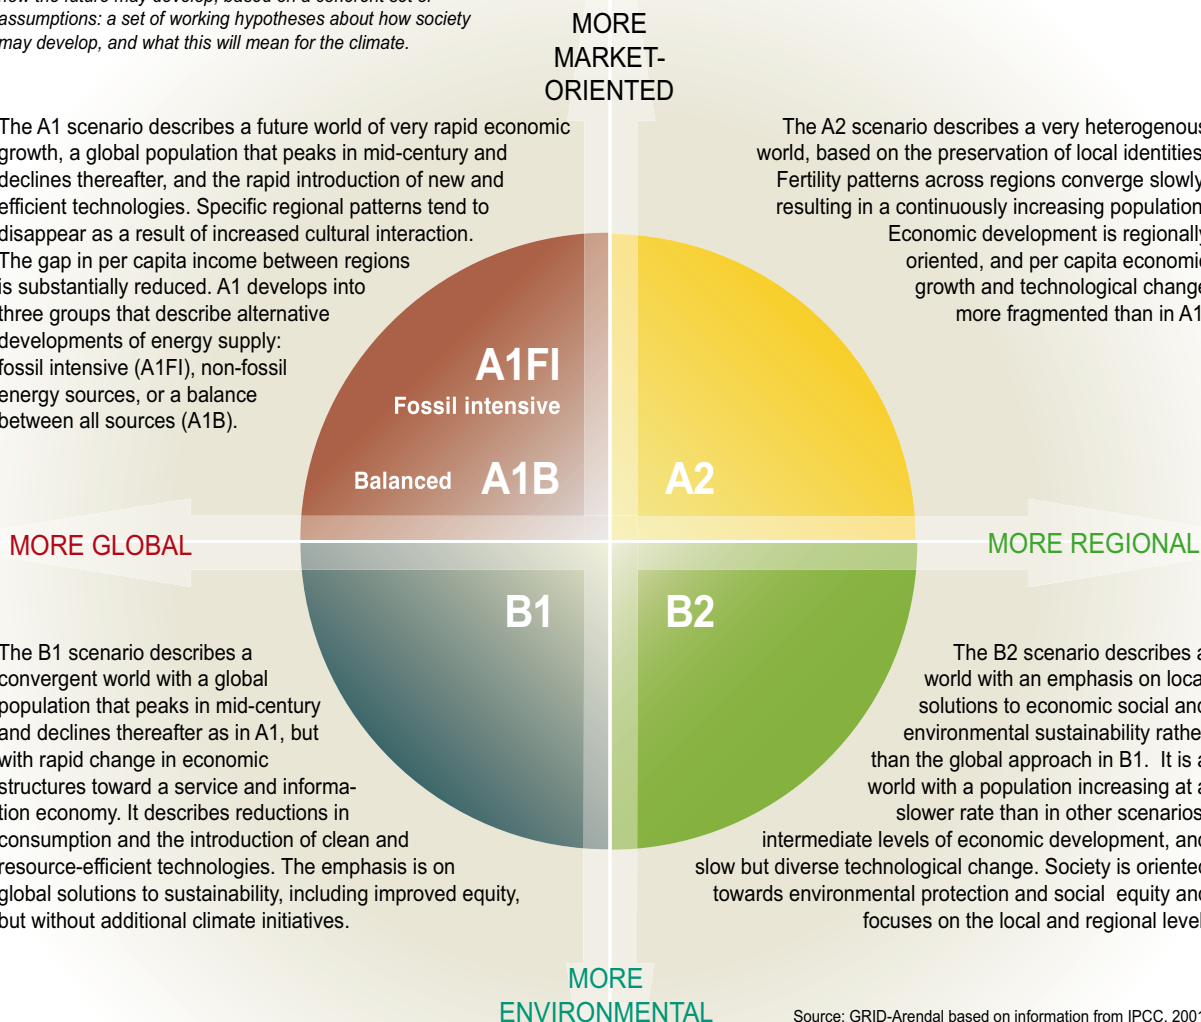 assumptions: a set of working hypotheses about how society
may develop, and what this will mean for the climate.
MORE
MARKET-
ORIENTED
The A1 scenario describes a future world of very rapid economic
growth, a global population that peaks in mid-century and
declines thereafter, and the rapid introduction of new and
efficient technologies. Specific regional patterns tend to
disappear as a result of increased cultural interaction.
The gap in per capita income between regions
is substantially reduced. A1 develops into
three groups that describe alternative
developments of energy supply:
fossil intensive (A1FI), non-fossil
energy sources, or a balance
between all sources (A1B).
The A2 scenario describes a very heterogenous
world, based on the preservation of local identities
Fertility patterns across regions converge slowly
resulting in a continuously increasing population
Economic development is regionally
oriented, and per capita economic
growth and technological change
more fragmented than in A1
A1FI
Fossil intensive
Balanced A1B
A2
MORE GLOBAL
MORE REGIONAL
B1
B2
The B1 scenario describes a
convergent world with a global
population that peaks in mid-century
and declines thereafter as in A1, but
with rapid change in economic
structures toward a service and informa-
tion economy. It describes reductions in
consumption and the introduction of clean and
resource-efficient technologies. The emphasis is on
global solutions to sustainability, including improved equity,
but without additional climate initiatives.
The B2 scenario describes a
world with an emphasis on loca
solutions to economic social and
environmental sustainability rathe
than the global approach in B1. It is a
world with a population increasing at a
slower rate than in other scenarios
intermediate levels of economic development, and
slow but diverse technological change. Society is oriented
towards environmental protection and social equity and
focuses on the local and regional level
MORE
ENVIRONMENTAL
Source: GRID-Arendal based on information from IPCC, 2001